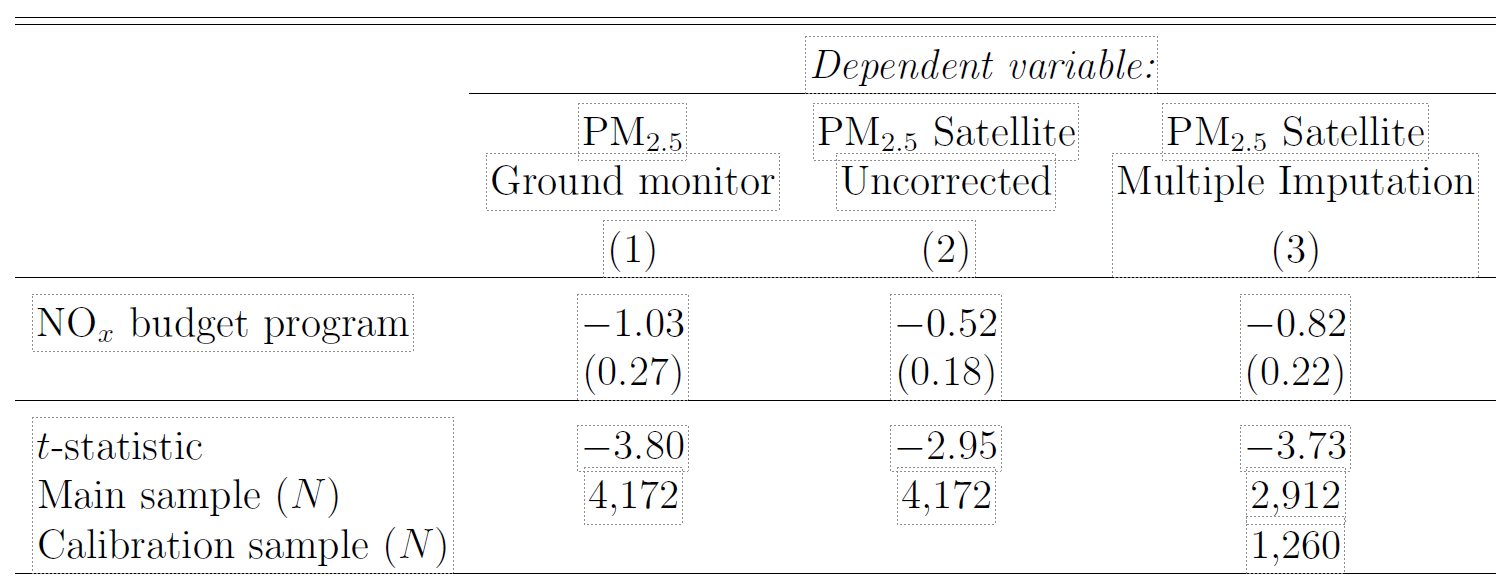 Dependent variable:
PM2.5 PM2.5 Satellite PM2.5 Satellite
Ground monitor Uncorrected Multiple Imputation
(1) (2) (3)
NOx budget program −1.03 −0.52 −0.82
(0.27) (0.18) (0.22)
t-statistic −3.80 −2.95 −3.73
Main sample (N) 4,172 4,172 2,912
Calibration sample (N) 1,260